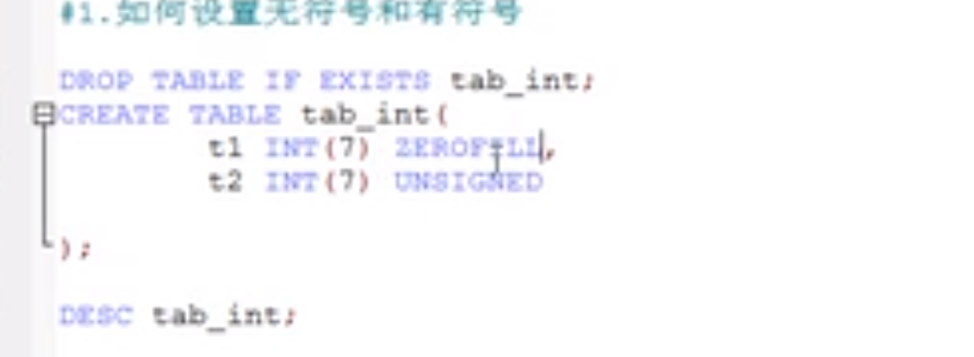 #1.如何设置无符号和有符号
DROP TABLE IF EXISTS tab_int;
CREATE TABLE tab_int(
t1 INT(7) ZEROFILL,
t2 INT(7) UNSIGNED
);
DESC tab_int;